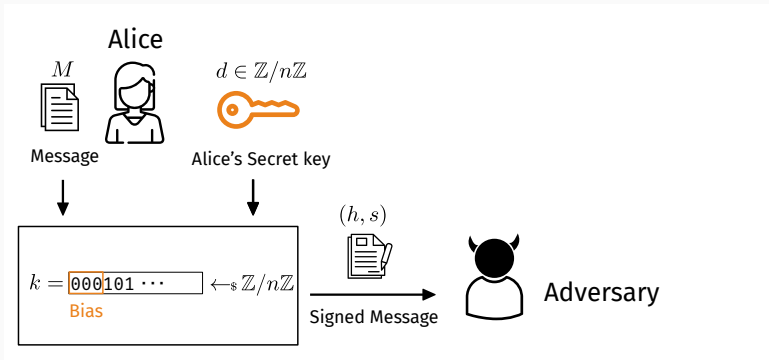 Alice
M
d ∈ ℤ/nℤ
Message
Alice's Secret key
(h, s)
k = 000101 ··· ←$ ℤ/nℤ
Bias
Signed Message
Adversary